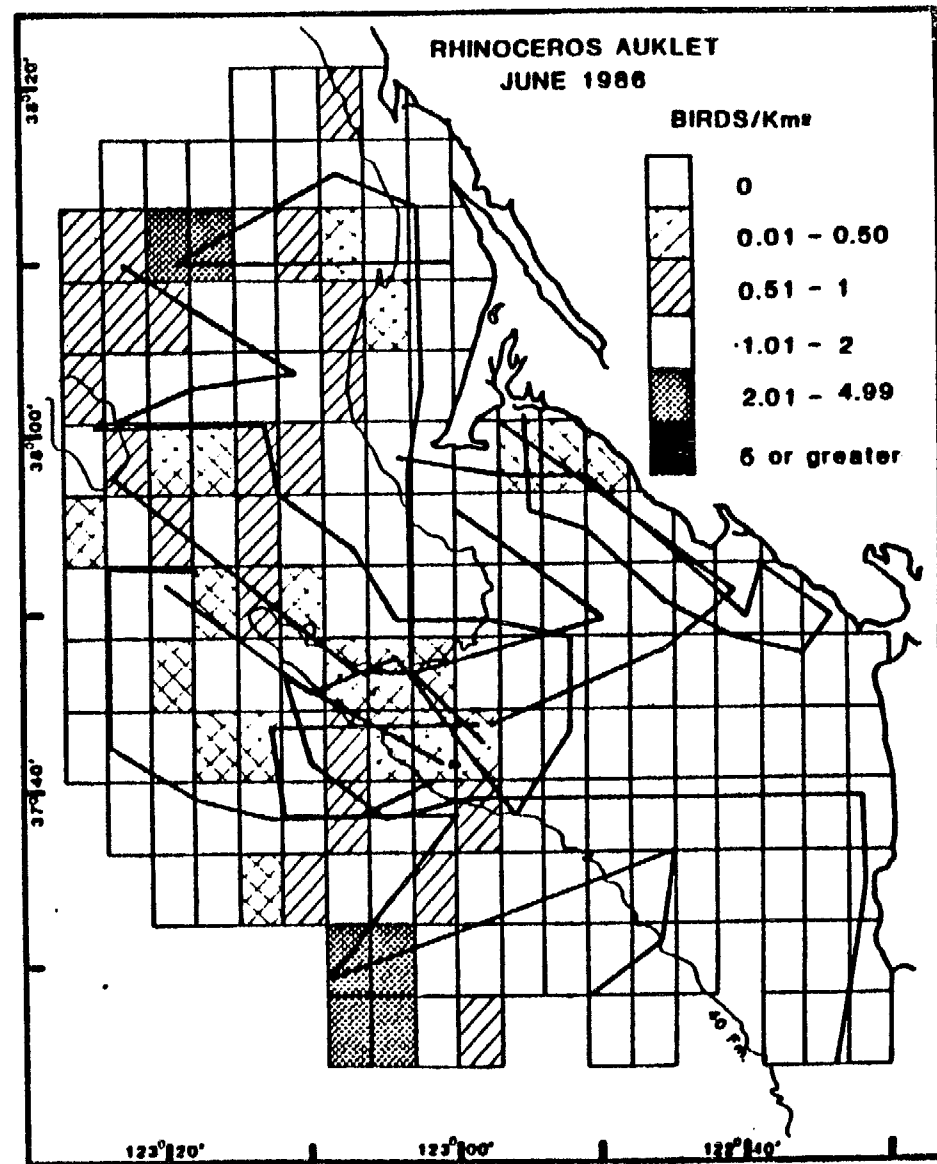 RHINOCEROS AUKLET
JUNE 1986
BIRDS/Km²
0
0.01 - 0.50
0.51 - 1
1.01 - 2
2.01 - 4.99
5 or greater
38°20'
38°00'
37°40'
40 Fm.
123°20'
123°00'
122°40'